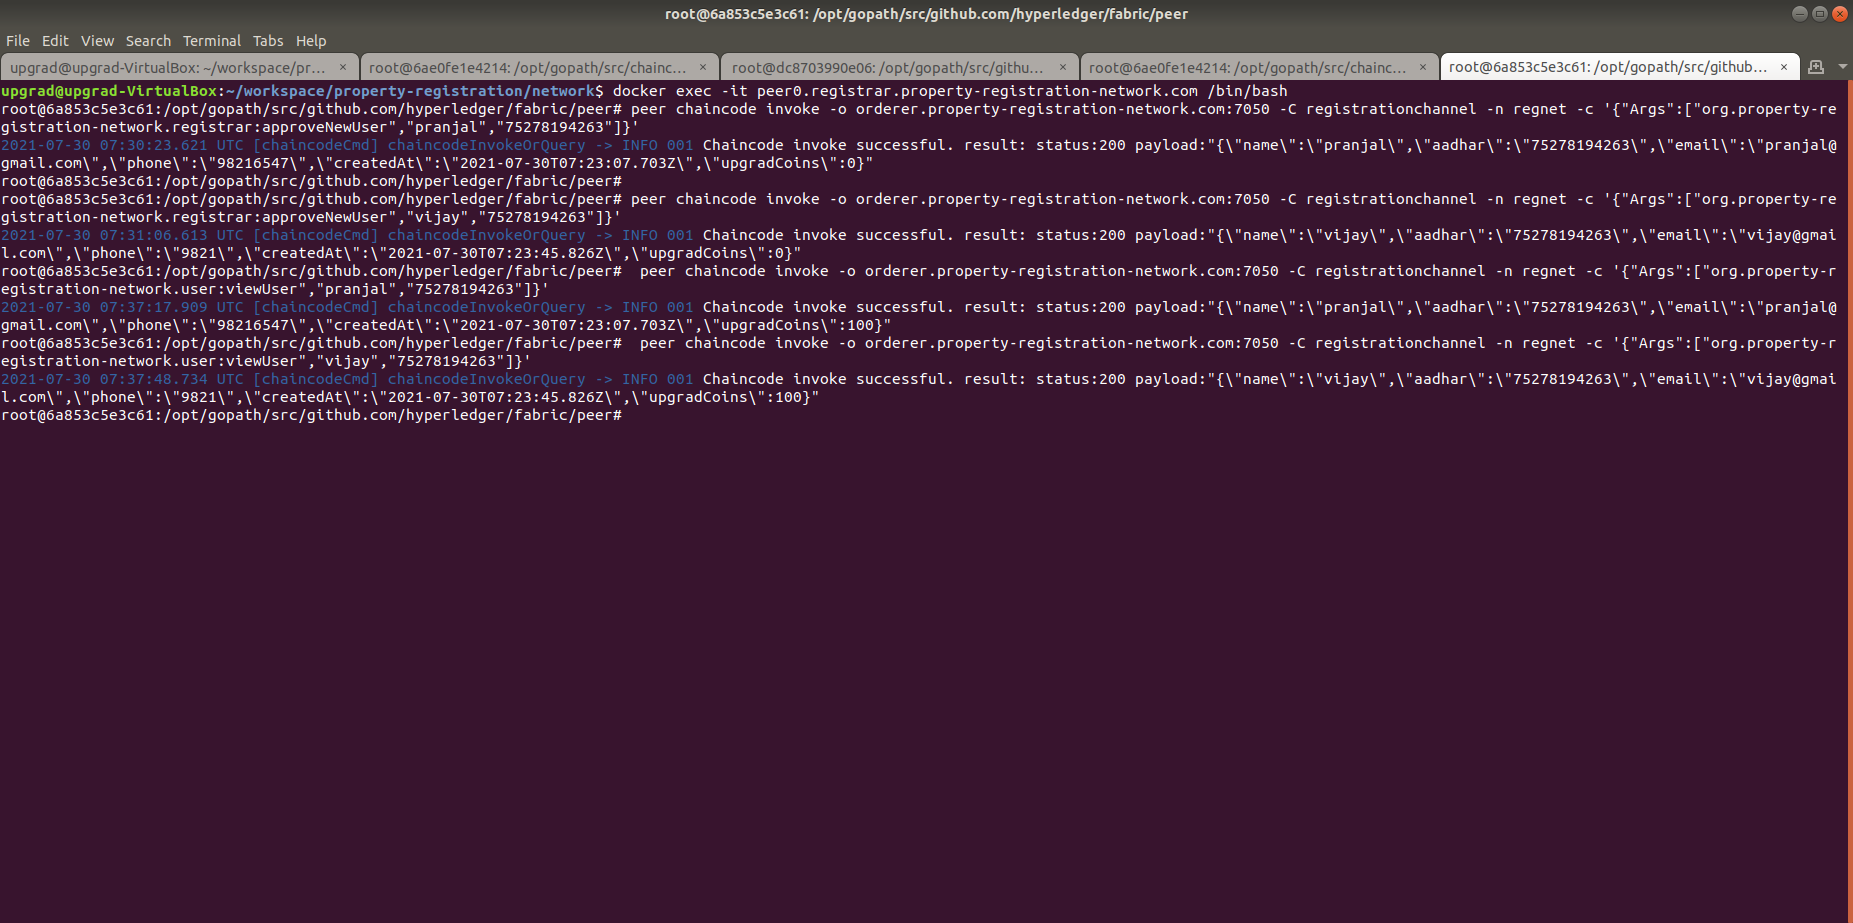 root@6a853c5e3c61: /opt/gopath/src/github.com/hyperledger/fabric/peer
File Edit View Search Terminal Tabs Help
upgrad@upgrad-VirtualBox: ~/workspace/pr... × root@6ae0fe1e4214: /opt/gopath/src/chainc... × root@dc8703990e06: /opt/gopath/src/githu... × root@6ae0fe1e4214: /opt/gopath/src/chainc... × root@6a853c5e3c61: /opt/gopath/src/github... ×
upgrad@upgrad-VirtualBox:~/workspace/property-registration/network$ docker exec -it peer0.registrar.property-registration-network.com /bin/bash
root@6a853c5e3c61:/opt/gopath/src/github.com/hyperledger/fabric/peer# peer chaincode invoke -o orderer.property-registration-network.com:7050 -C registrationchannel -n regnet -c '{"Args":["org.property-re
gistration-network.registrar:approveNewUser","pranjal","75278194263"]}'
2021-07-30 07:30:23.621 UTC [chaincodeCmd] chaincodeInvokeOrQuery -> INFO 001 Chaincode invoke successful. result: status:200 payload:"{\"name\":\"pranjal\",\"aadhar\":\"75278194263\",\"email\":\"pranjal@
gmail.com\",\"phone\":\"98216547\",\"createdAt\":\"2021-07-30T07:23:07.703Z\",\"upgradCoins\":0}"
root@6a853c5e3c61:/opt/gopath/src/github.com/hyperledger/fabric/peer#
root@6a853c5e3c61:/opt/gopath/src/github.com/hyperledger/fabric/peer# peer chaincode invoke -o orderer.property-registration-network.com:7050 -C registrationchannel -n regnet -c '{"Args":["org.property-re
gistration-network.registrar:approveNewUser","vijay","75278194263"]}'
2021-07-30 07:31:06.613 UTC [chaincodeCmd] chaincodeInvokeOrQuery -> INFO 001 Chaincode invoke successful. result: status:200 payload:"{\"name\":\"vijay\",\"aadhar\":\"75278194263\",\"email\":\"vijay@gmai
l.com\",\"phone\":\"9821\",\"createdAt\":\"2021-07-30T07:23:45.826Z\",\"upgradCoins\":0}"
root@6a853c5e3c61:/opt/gopath/src/github.com/hyperledger/fabric/peer#  peer chaincode invoke -o orderer.property-registration-network.com:7050 -C registrationchannel -n regnet -c '{"Args":["org.property-r
egistration-network.user:viewUser","pranjal","75278194263"]}'
2021-07-30 07:37:17.909 UTC [chaincodeCmd] chaincodeInvokeOrQuery -> INFO 001 Chaincode invoke successful. result: status:200 payload:"{\"name\":\"pranjal\",\"aadhar\":\"75278194263\",\"email\":\"pranjal@
gmail.com\",\"phone\":\"98216547\",\"createdAt\":\"2021-07-30T07:23:07.703Z\",\"upgradCoins\":100}"
root@6a853c5e3c61:/opt/gopath/src/github.com/hyperledger/fabric/peer#  peer chaincode invoke -o orderer.property-registration-network.com:7050 -C registrationchannel -n regnet -c '{"Args":["org.property-r
egistration-network.user:viewUser","vijay","75278194263"]}'
2021-07-30 07:37:48.734 UTC [chaincodeCmd] chaincodeInvokeOrQuery -> INFO 001 Chaincode invoke successful. result: status:200 payload:"{\"name\":\"vijay\",\"aadhar\":\"75278194263\",\"email\":\"vijay@gmai
l.com\",\"phone\":\"9821\",\"createdAt\":\"2021-07-30T07:23:45.826Z\",\"upgradCoins\":100}"
root@6a853c5e3c61:/opt/gopath/src/github.com/hyperledger/fabric/peer#